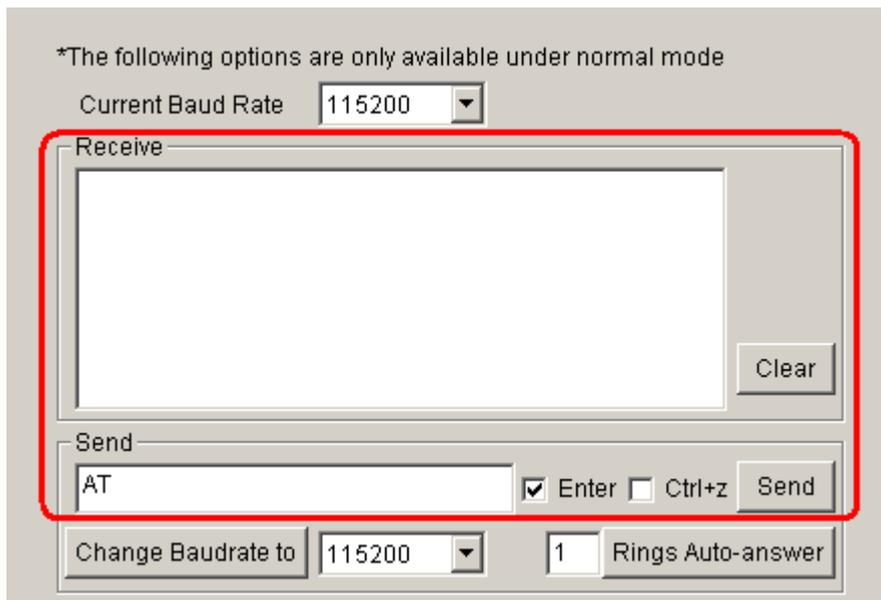 *The following options are only available under normal mode
Current Baud Rate 115200
Receive
Clear
Send
AT Enter Ctrl+z Send
Change Baudrate to 115200 1 Rings Auto-answer